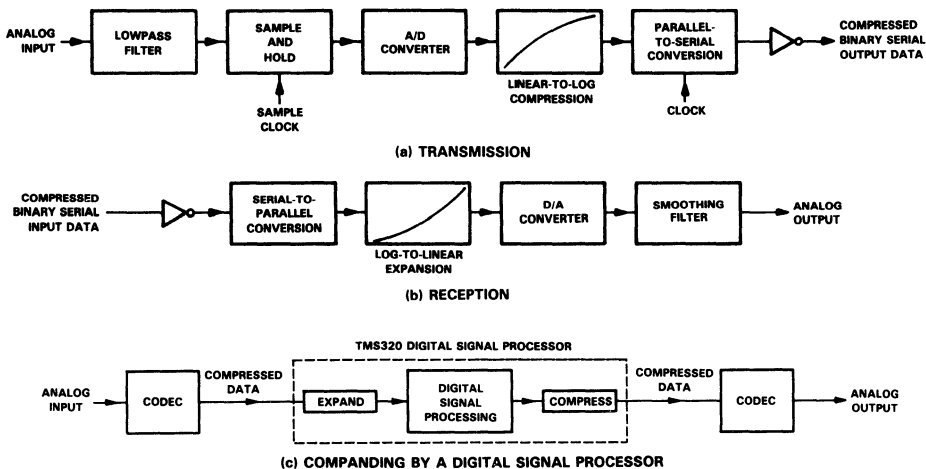 ANALOG
INPUT
LOWPASS
FILTER
SAMPLE
AND
HOLD
SAMPLE
CLOCK
A/D
CONVERTER
LINEAR-TO-LOG
COMPRESSION
PARALLEL-
TO-SERIAL
CONVERSION
CLOCK
COMPRESSED
BINARY SERIAL
OUTPUT DATA
(a) TRANSMISSION
COMPRESSED
BINARY SERIAL
INPUT DATA
SERIAL-TO-
PARALLEL
CONVERSION
LOG-TO-LINEAR
EXPANSION
D/A
CONVERTER
SMOOTHING
FILTER
ANALOG
OUTPUT
(b) RECEPTION
TMS320 DIGITAL SIGNAL PROCESSOR
ANALOG
INPUT
CODEC
COMPRESSED
DATA
EXPAND
DIGITAL
SIGNAL
PROCESSING
COMPRESS
COMPRESSED
DATA
CODEC
ANALOG
OUTPUT
(c) COMPANDING BY A DIGITAL SIGNAL PROCESSOR